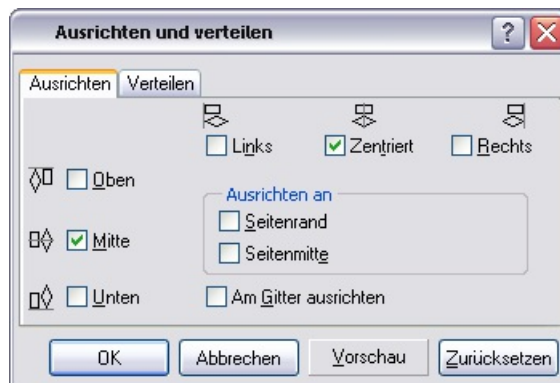 Ausrichten und verteilen
Ausrichten Verteilen
Links Zentriert Rechts
Oben
Ausrichten an
Seitenrand
Mitte
Seitenmitte
Unten Am Gitter ausrichten
OK Abbrechen Vorschau Zurücksetzen